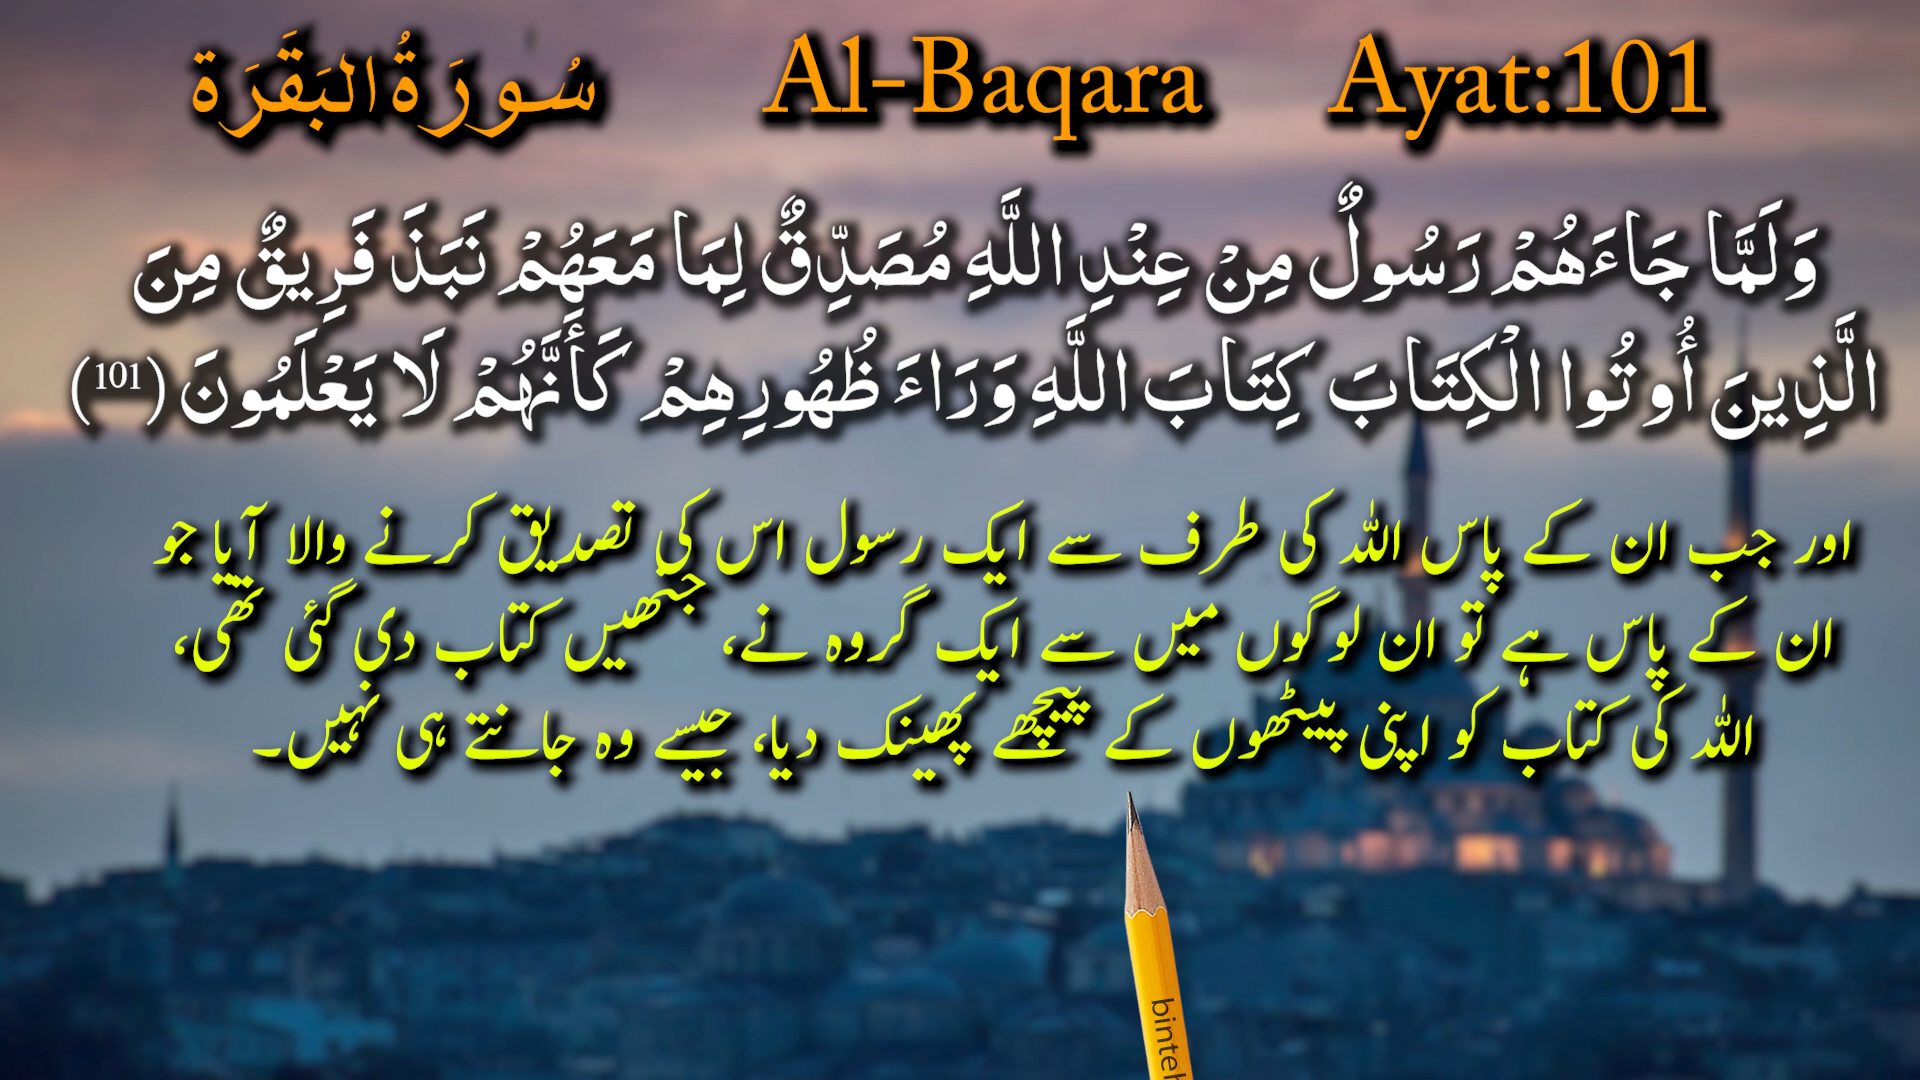 سُورَةُ البَقَرَة Al-Baqara Ayat:101
وَلَمَّا جَاءَهُمْ رَسُولٌ مِنْ عِنْدِ اللَّهِ مُصَدِّقٌ لِمَا مَعَهُمْ نَبَذَ فَرِيقٌ مِنَ
الَّذِينَ أُوتُوا الْكِتَابَ كِتَابَ اللَّهِ وَرَاءَ ظُهُورِهِمْ كَأَنَّهُمْ لَا يَعْلَمُونَ (101)
اور جب ان کے پاس اللہ کی طرف سے ایک رسول اس کی تصدیق کرنے والا آیا جو
ان کے پاس ہے تو ان لوگوں میں سے ایک گروہ نے، جنھیں کتاب دی گئی تھی،
اللہ کی کتاب کو اپنی پیٹھوں کے پیچھے پھینک دیا، جیسے وہ جانتے ہی نہیں۔
binteh